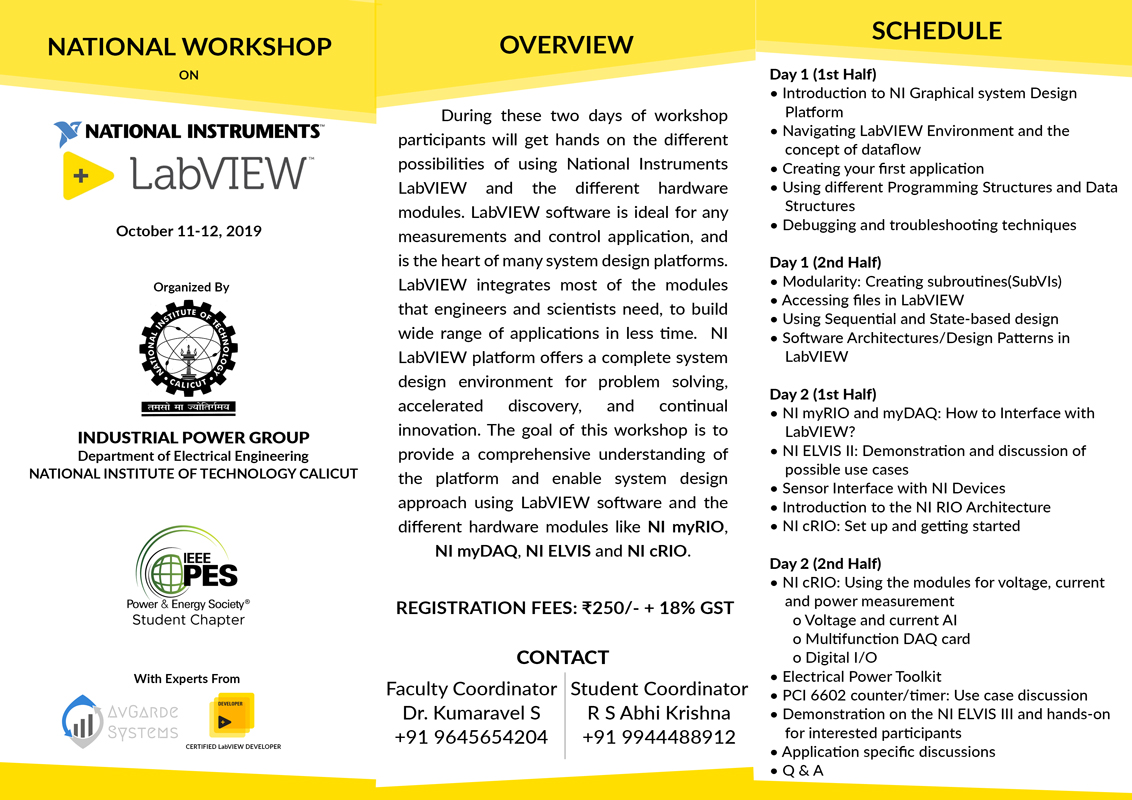 NATIONAL WORKSHOP
ON
NATIONAL INSTRUMENTS™
LabVIEW™
October 11-12, 2019
Organized By
NATIONAL INSTITUTE OF TECHNOLOGY
CALICUT
तमसो मा ज्योतिर्गमय
INDUSTRIAL POWER GROUP
Department of Electrical Engineering
NATIONAL INSTITUTE OF TECHNOLOGY CALICUT
IEEE
PES
Power & Energy Society®
Student Chapter
With Experts From
AVGARDE
SYSTEMS
DEVELOPER
CERTIFIED LabVIEW DEVELOPER
OVERVIEW
During these two days of workshop
participants will get hands on the different
possibilities of using National Instruments
LabVIEW and the different hardware
modules. LabVIEW software is ideal for any
measurements and control application, and
is the heart of many system design platforms.
LabVIEW integrates most of the modules
that engineers and scientists need, to build
wide range of applications in less time. NI
LabVIEW platform offers a complete system
design environment for problem solving,
accelerated discovery, and continual
innovation. The goal of this workshop is to
provide a comprehensive understanding of
the platform and enable system design
approach using LabVIEW software and the
different hardware modules like NI myRIO,
NI myDAQ, NI ELVIS and NI cRIO.
REGISTRATION FEES: ₹250/- + 18% GST
CONTACT
Faculty Coordinator
Dr. Kumaravel S
+91 9645654204
Student Coordinator
R S Abhi Krishna
+91 9944488912
SCHEDULE
Day 1 (1st Half)
• Introduction to NI Graphical system Design
Platform
• Navigating LabVIEW Environment and the
concept of dataflow
• Creating your first application
• Using different Programming Structures and Data
Structures
• Debugging and troubleshooting techniques
Day 1 (2nd Half)
• Modularity: Creating subroutines(SubVIs)
• Accessing files in LabVIEW
• Using Sequential and State-based design
• Software Architectures/Design Patterns in
LabVIEW
Day 2 (1st Half)
• NI myRIO and myDAQ: How to Interface with
LabVIEW?
• NI ELVIS II: Demonstration and discussion of
possible use cases
• Sensor Interface with NI Devices
• Introduction to the NI RIO Architecture
• NI cRIO: Set up and getting started
Day 2 (2nd Half)
• NI cRIO: Using the modules for voltage, current
and power measurement
o Voltage and current AI
o Multifunction DAQ card
o Digital I/O
• Electrical Power Toolkit
• PCI 6602 counter/timer: Use case discussion
• Demonstration on the NI ELVIS III and hands-on
for interested participants
• Application specific discussions
• Q & A